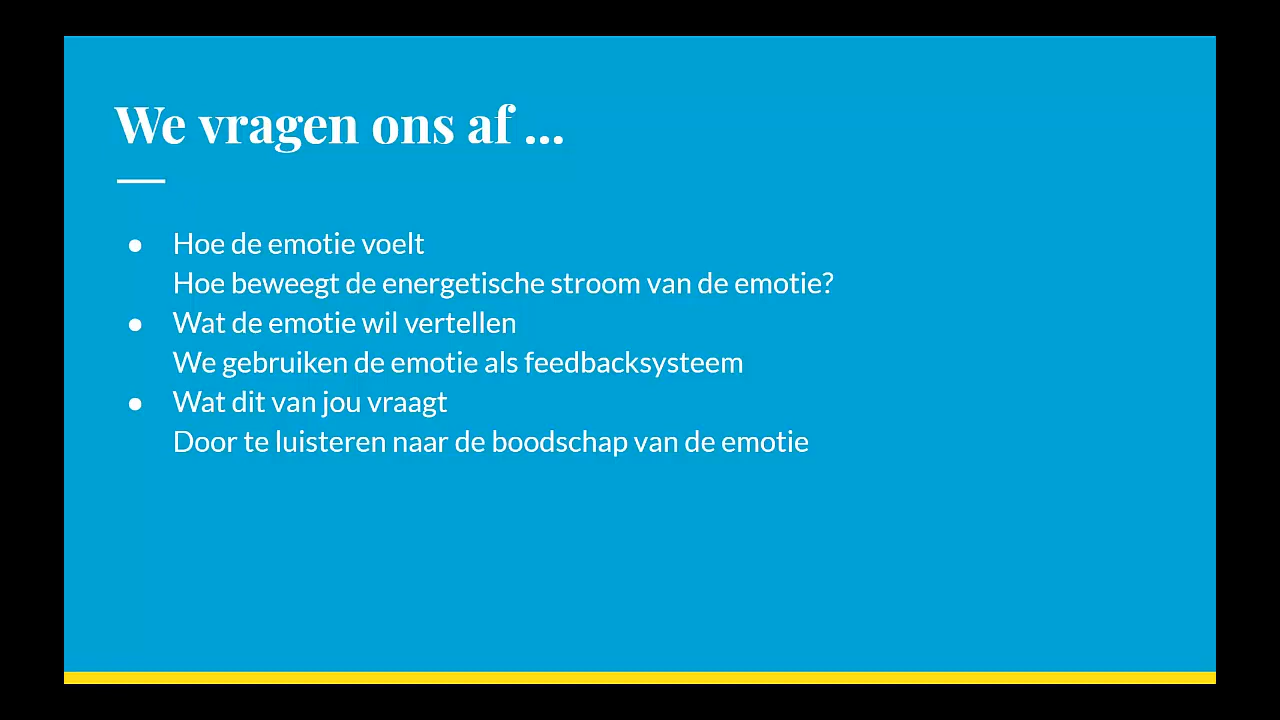 We vragen ons af ...
● Hoe de emotie voelt
Hoe beweegt de energetische stroom van de emotie?
● Wat de emotie wil vertellen
We gebruiken de emotie als feedbacksysteem
● Wat dit van jou vraagt
Door te luisteren naar de boodschap van de emotie